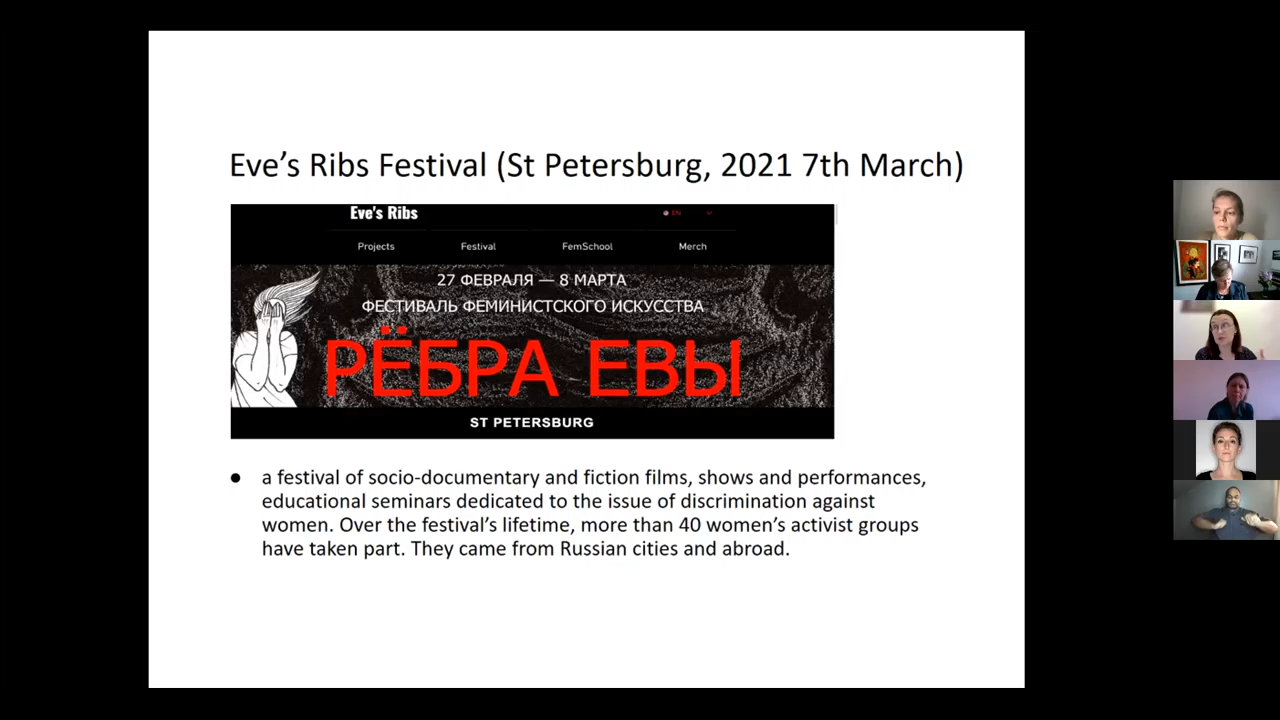 Eve’s Ribs Festival (St Petersburg, 2021 7th March)
Eve's Ribs
EN
Projects Festival FemSchool Merch
27 ФЕВРАЛЯ — 8 МАРТА
ФЕСТИВАЛЬ ФЕМИНИСТСКОГО ИСКУССТВА
РЁБРА ЕВЫ
ST PETERSBURG
● a festival of socio-documentary and fiction films, shows and performances,
educational seminars dedicated to the issue of discrimination against
women. Over the festival’s lifetime, more than 40 women’s activist groups
have taken part. They came from Russian cities and abroad.